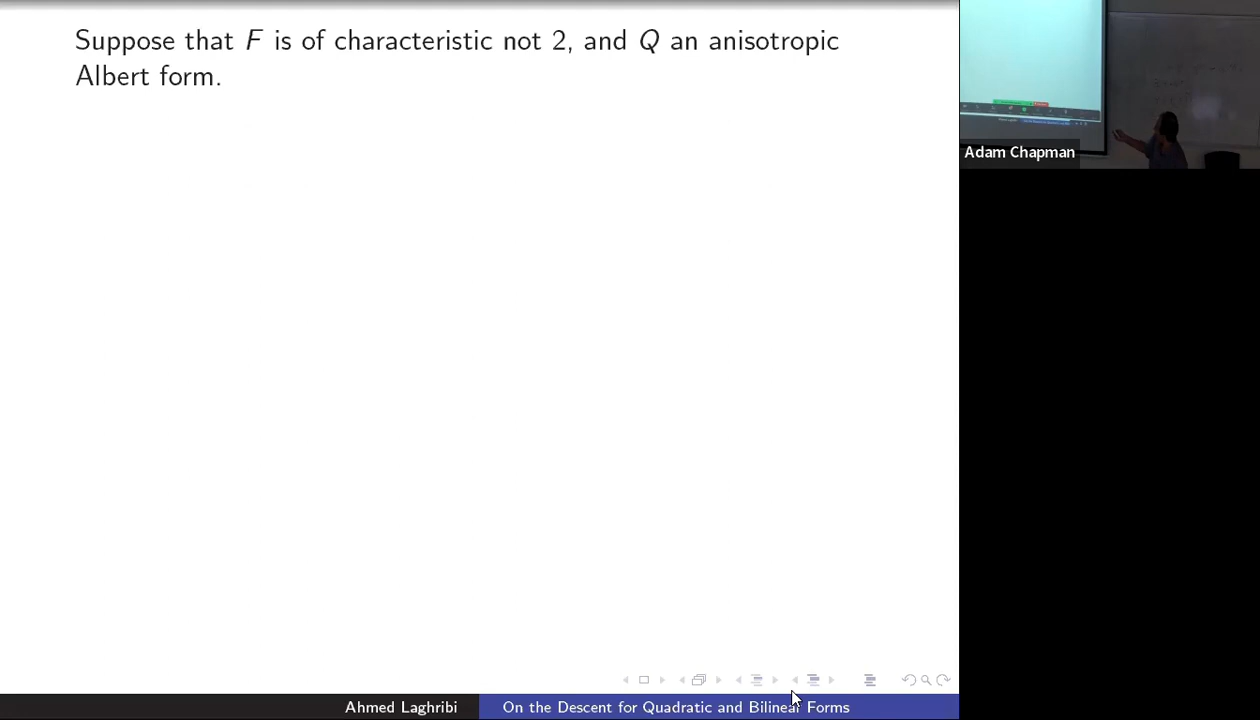 Suppose that F is of characteristic not 2, and Q an anisotropic
Albert form.
Adam Chapman
Ahmed Laghribi
On the Descent for Quadratic and Bilinear Forms